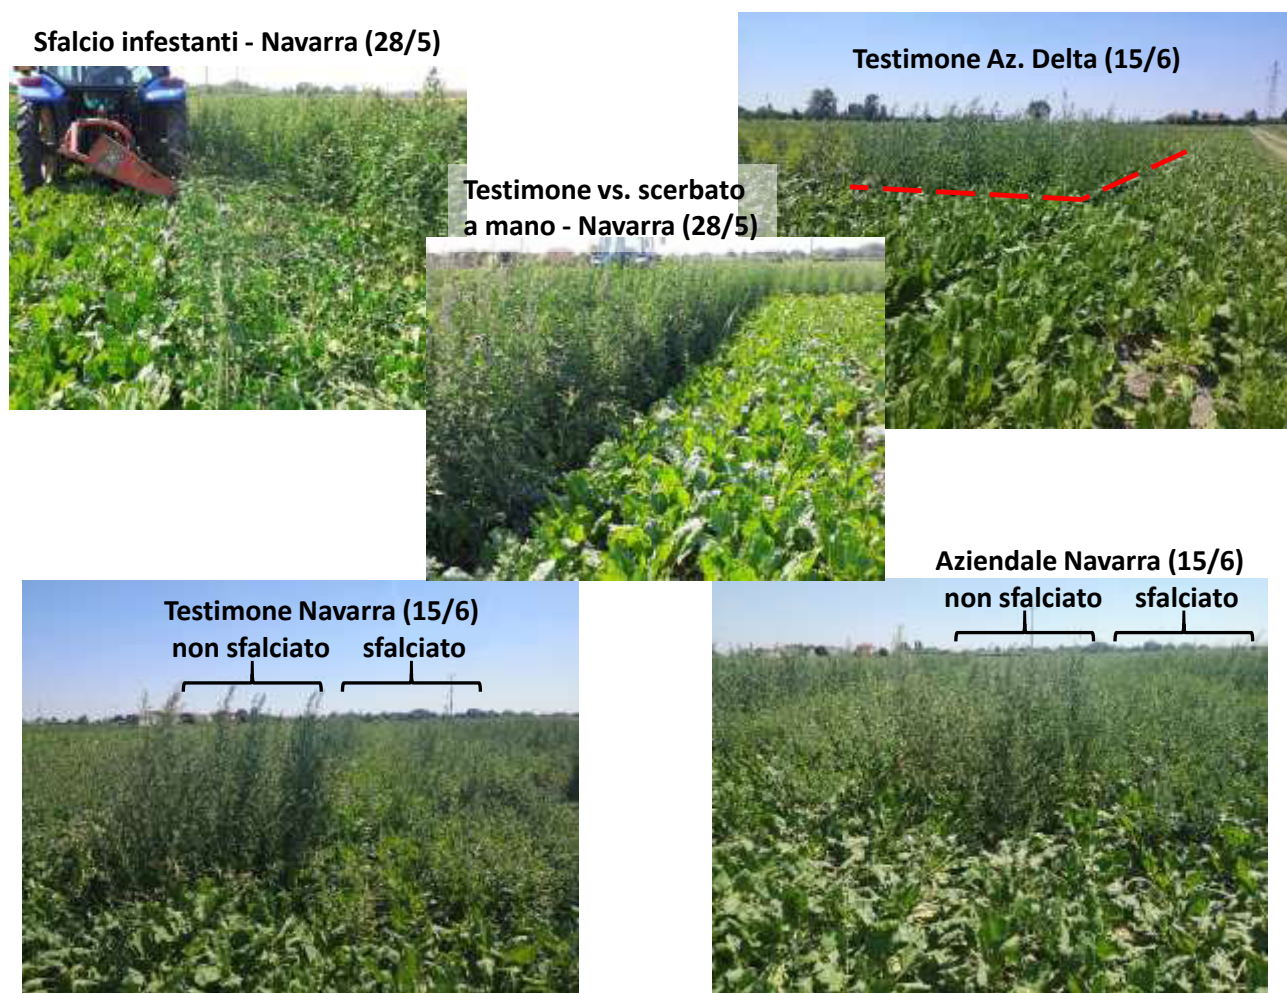 Sfalcio infestanti - Navarra (28/5)
Testimone Az. Delta (15/6)
Testimone vs. scerbato
a mano - Navarra (28/5)
Testimone Navarra (15/6)
non sfalciato sfalciato
Aziendale Navarra (15/6)
non sfalciato sfalciato